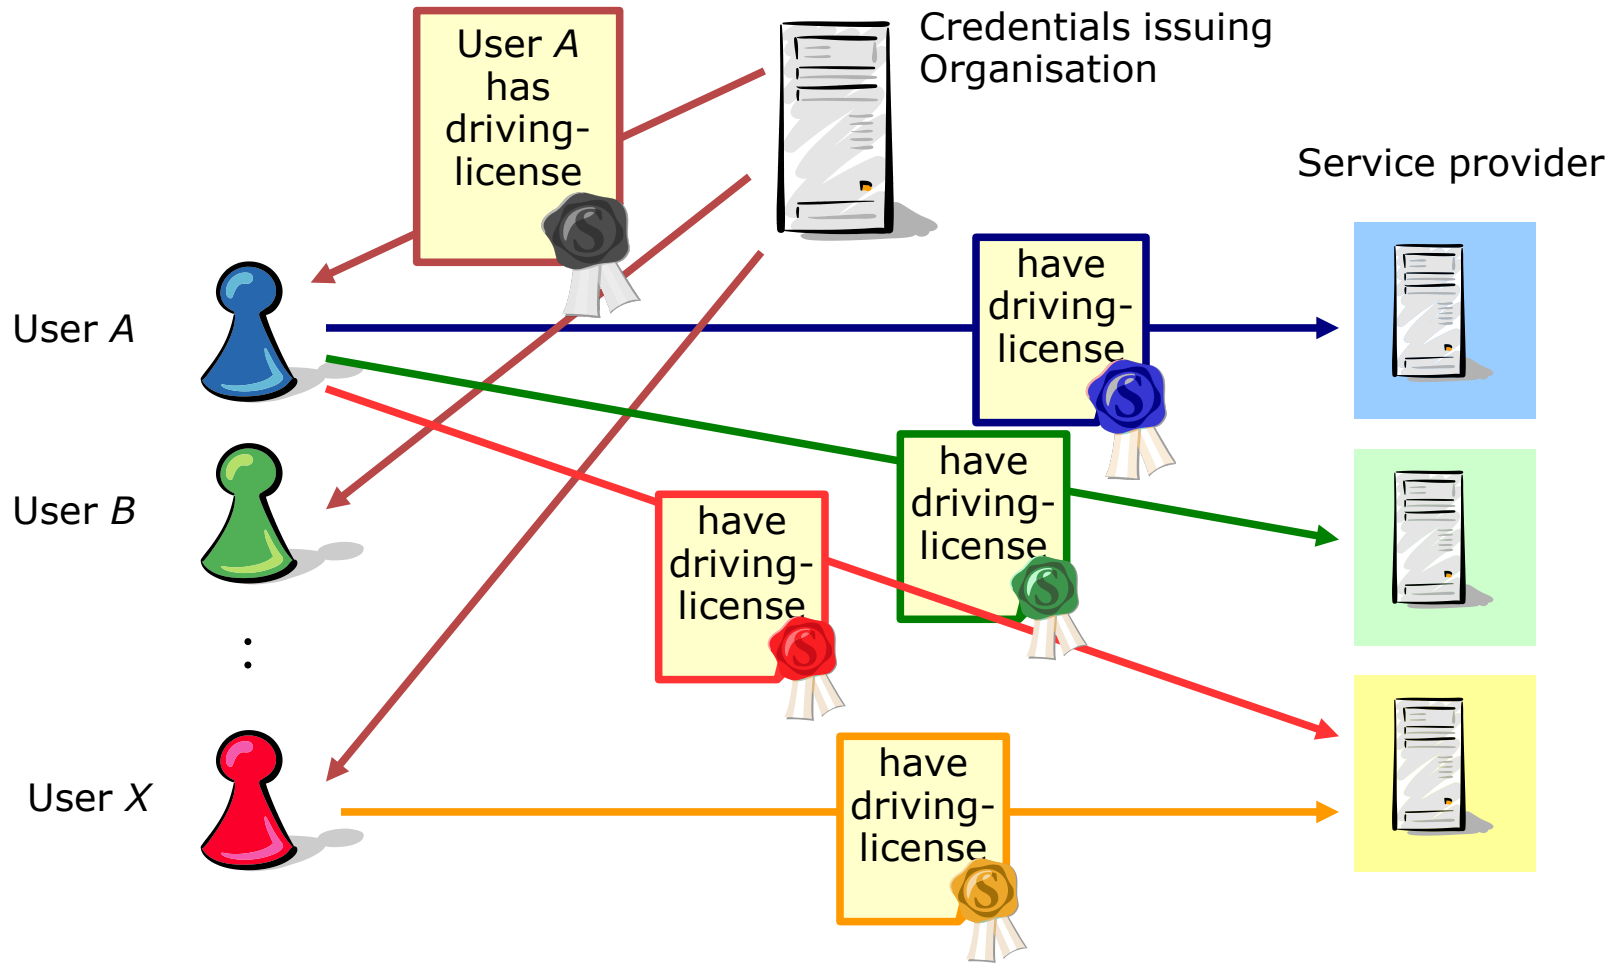 User A
has
driving-
license
S
Credentials issuing
Organisation
Service provider
User A
have
driving-
license
S
have
driving-
license
S
User B
have
driving-
license
S
:
User X
have
driving-
license
S